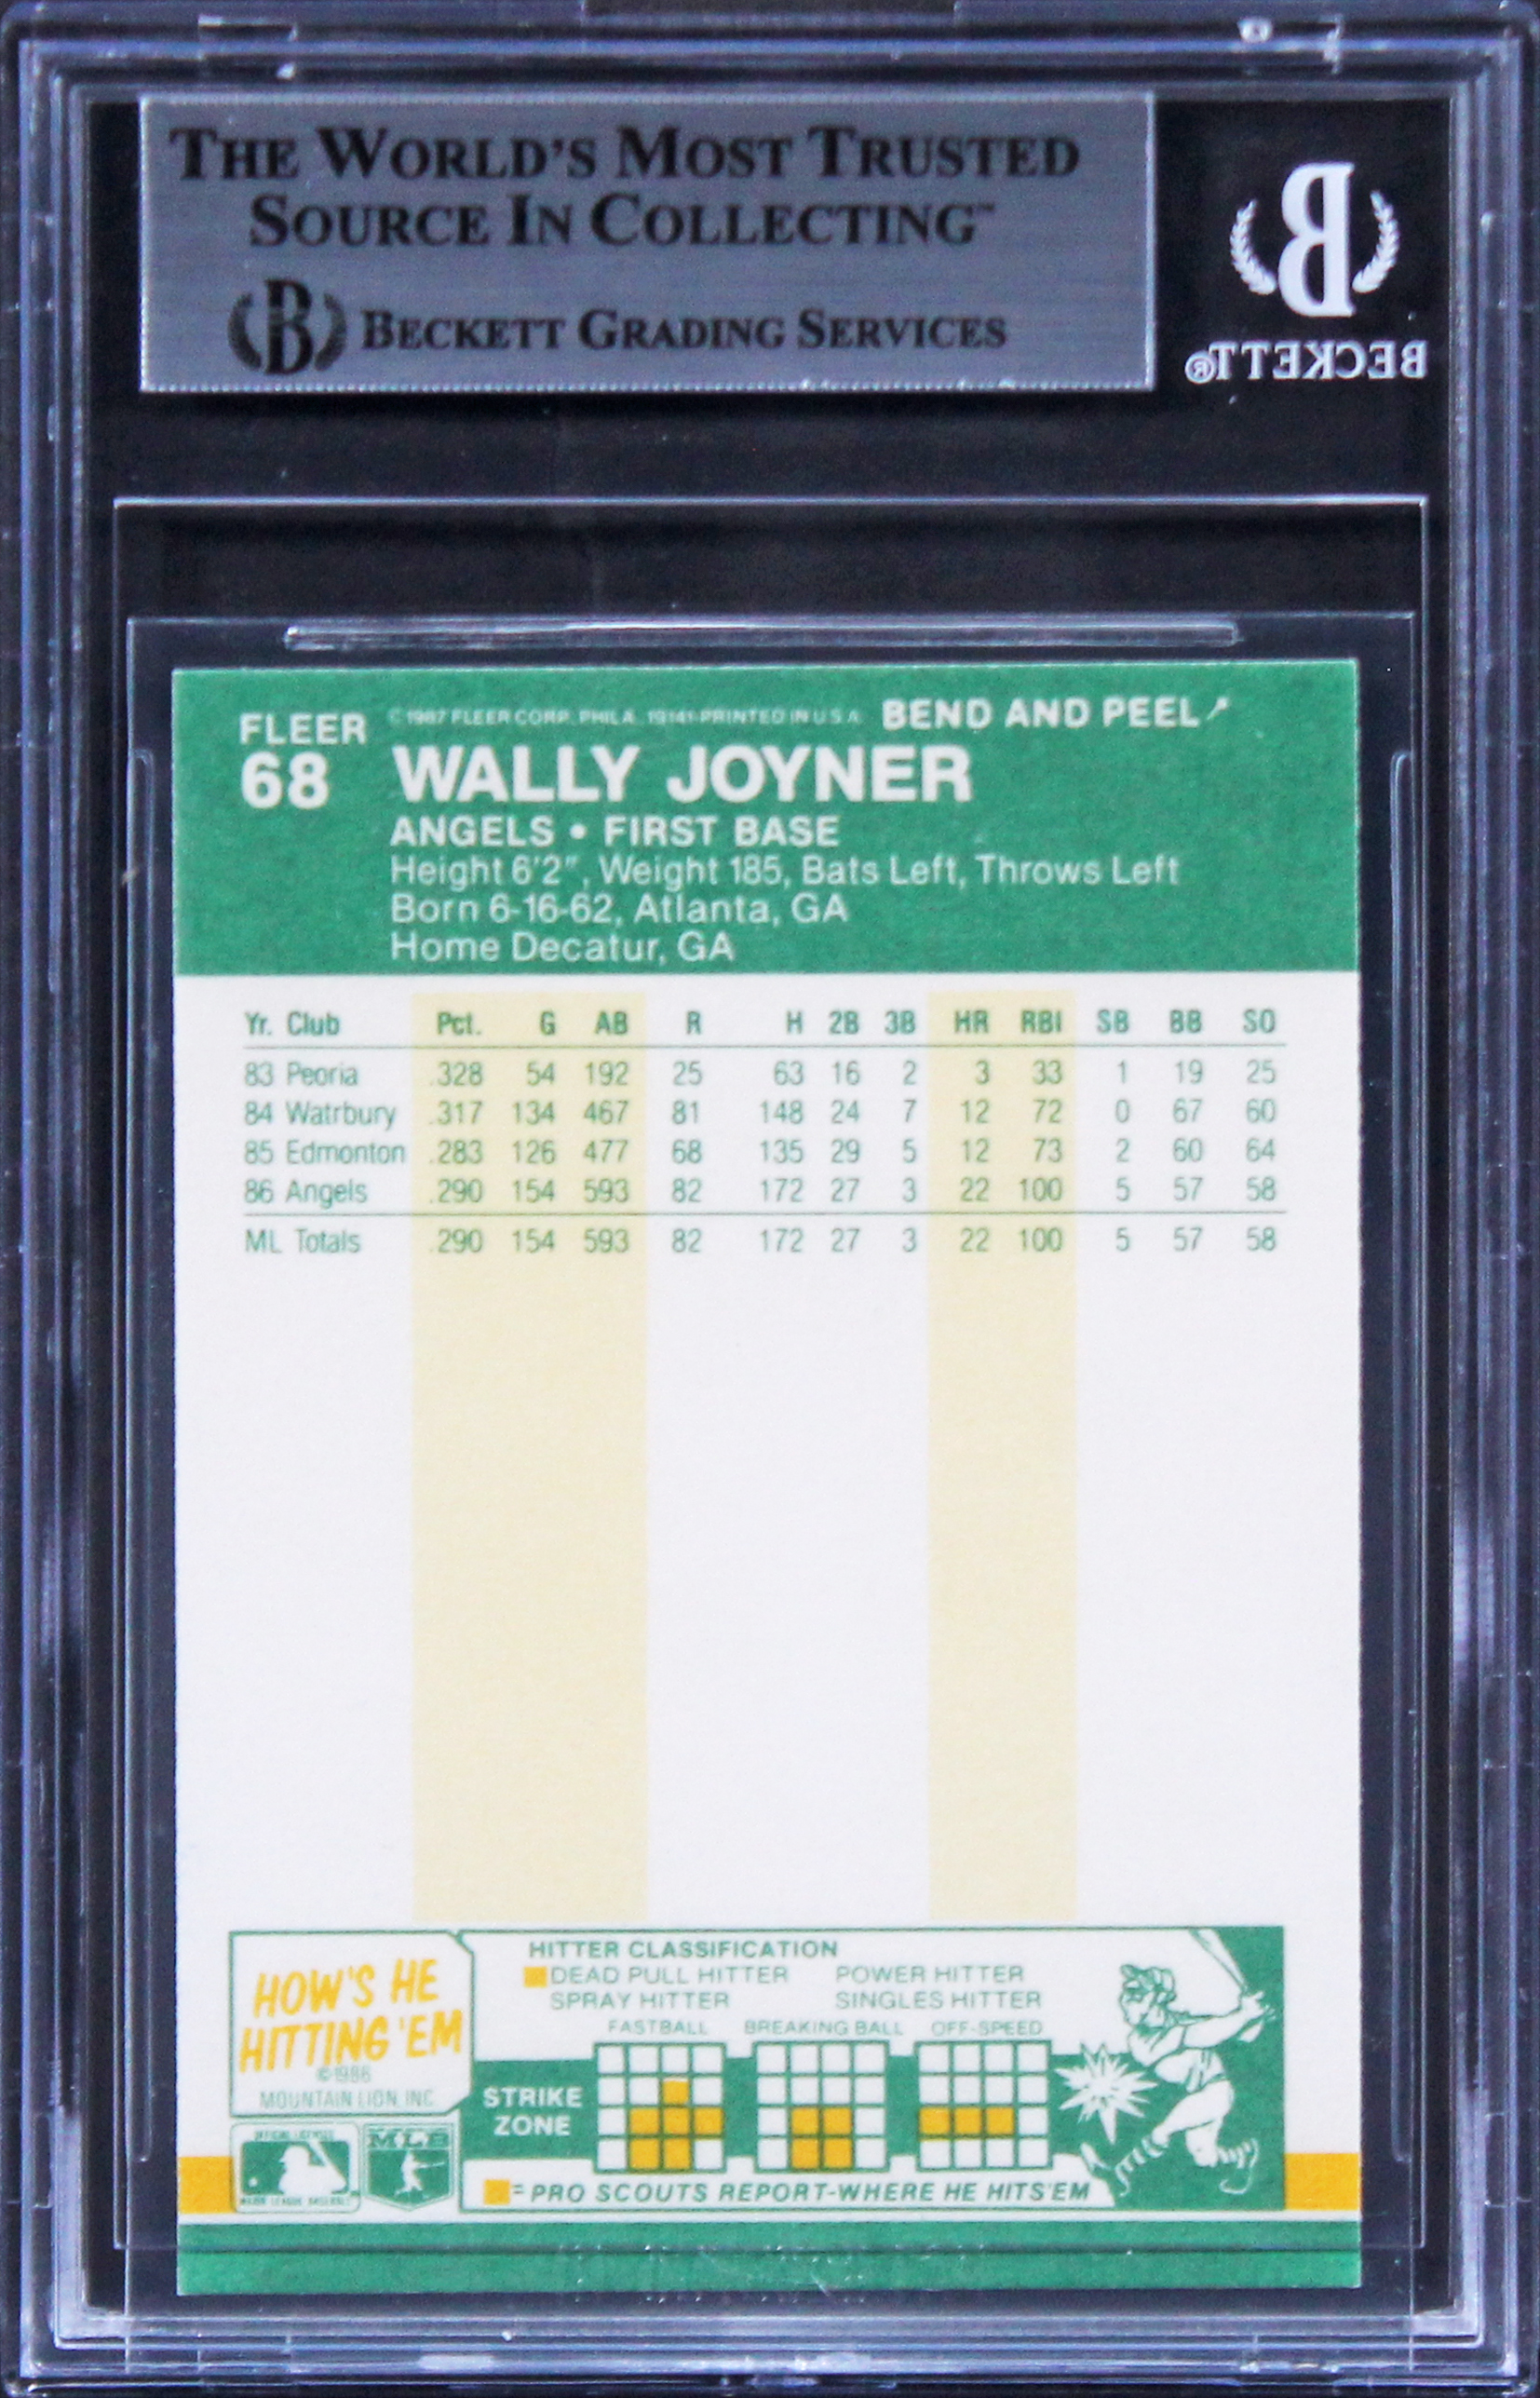 THE WORLD'S MOST TRUSTED
SOURCE IN COLLECTING™
B BECKETT GRADING SERVICES
B
BECKETT®
FLEER © 1987 FLEER CORP. PHILA. 19141 PRINTED IN U.S.A. BEND AND PEEL
68 WALLY JOYNER
ANGELS • FIRST BASE
Height 6'2", Weight 185, Bats Left, Throws Left
Born 6-16-62, Atlanta, GA
Home Decatur, GA
Yr. Club Pct. G AB R H 2B 3B HR RBI SB BB SO
83 Peoria .328 54 192 25 63 16 2 3 33 1 19 25
84 Watrbury .317 134 467 81 148 24 7 12 72 0 67 60
85 Edmonton .283 126 477 68 135 29 5 12 73 2 60 64
86 Angels .290 154 593 82 172 27 3 22 100 5 57 58
ML Totals .290 154 593 82 172 27 3 22 100 5 57 58
HOW'S HE
HITTING 'EM
©1986
MOUNTAIN LION, INC.
HITTER CLASSIFICATION
DEAD PULL HITTER POWER HITTER
SPRAY HITTER SINGLES HITTER
FASTBALL BREAKING BALL OFF-SPEED
STRIKE
ZONE
MLB
MAJOR LEAGUE BASEBALL
= PRO SCOUTS REPORT-WHERE HE HITS 'EM